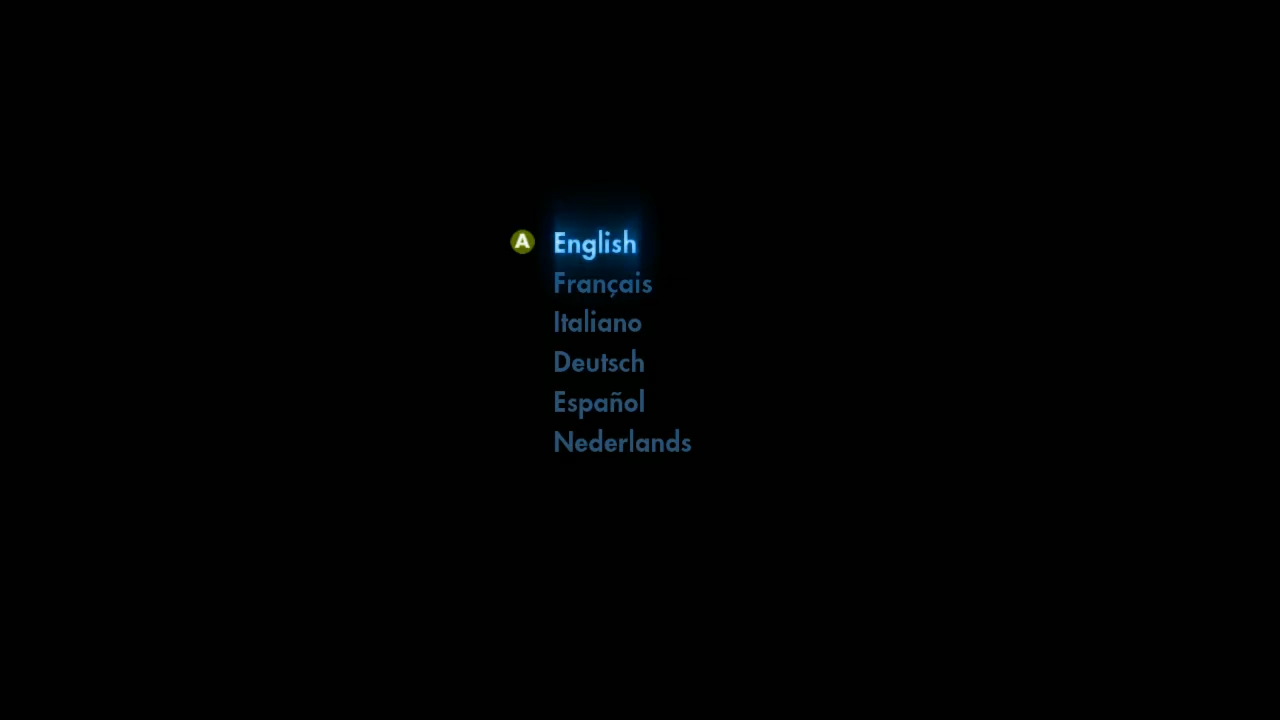 A English
Français
Italiano
Deutsch
Español
Nederlands